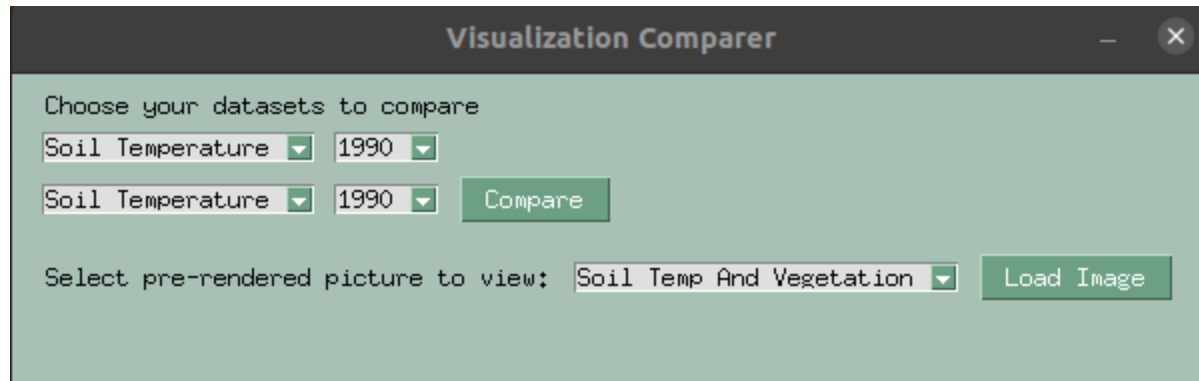 Visualization Comparer
Choose your datasets to compare
Soil Temperature 1990
Soil Temperature 1990 Compare
Select pre-rendered picture to view: Soil Temp And Vegetation Load Image